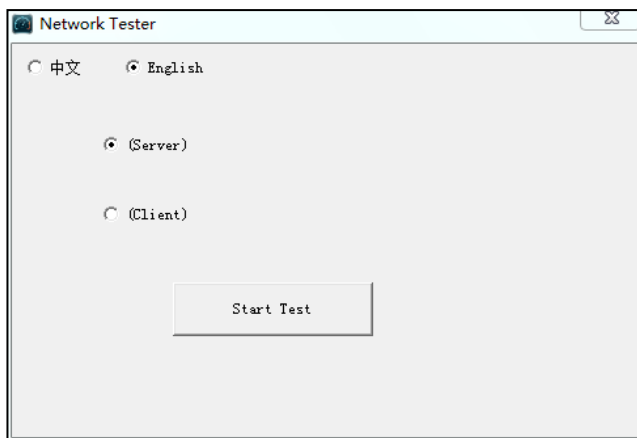 Network Tester
中文 English
(Server)
(Client)
Start Test